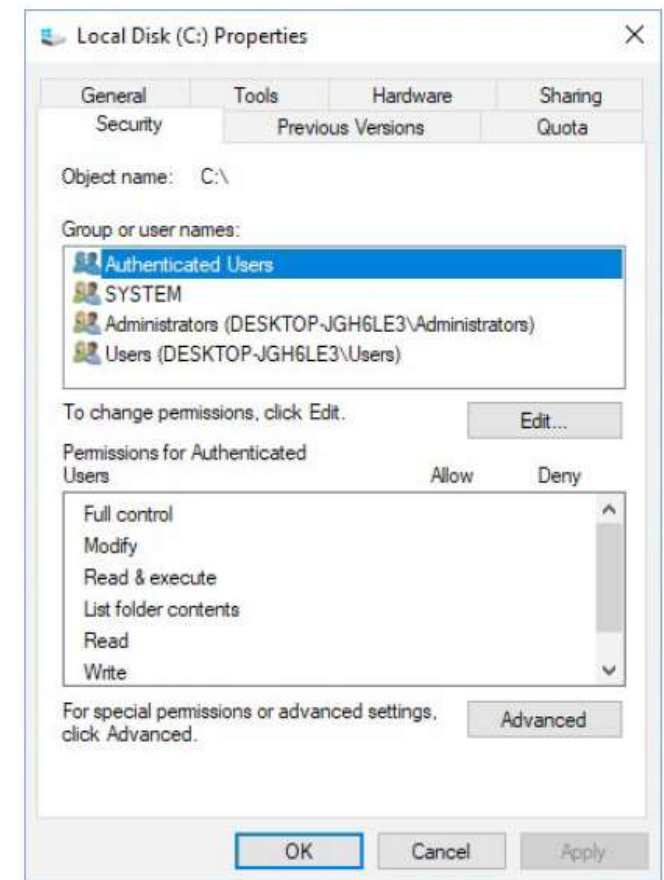 Local Disk (C:) Properties
General Tools Hardware Sharing
Security Previous Versions Quota
Object name: C:\
Group or user names:
Authenticated Users
SYSTEM
Administrators (DESKTOP-JGH6LE3\Administrators)
Users (DESKTOP-JGH6LE3\Users)
To change permissions, click Edit. Edit...
Permissions for Authenticated
Users Allow Deny
Full control
Modify
Read & execute
List folder contents
Read
Write
For special permissions or advanced settings, Advanced
click Advanced.
OK Cancel Apply